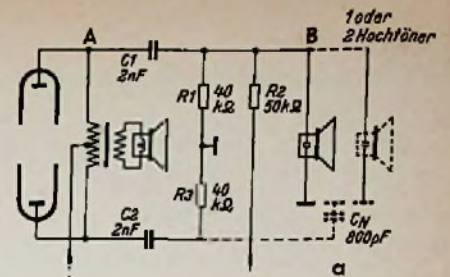 1 oder
2 Hochtöner
A
B
C1
2nF
R1
40
kΩ
R2
50kΩ
R3
40
kΩ
C2
2nF
CN
800pF
a